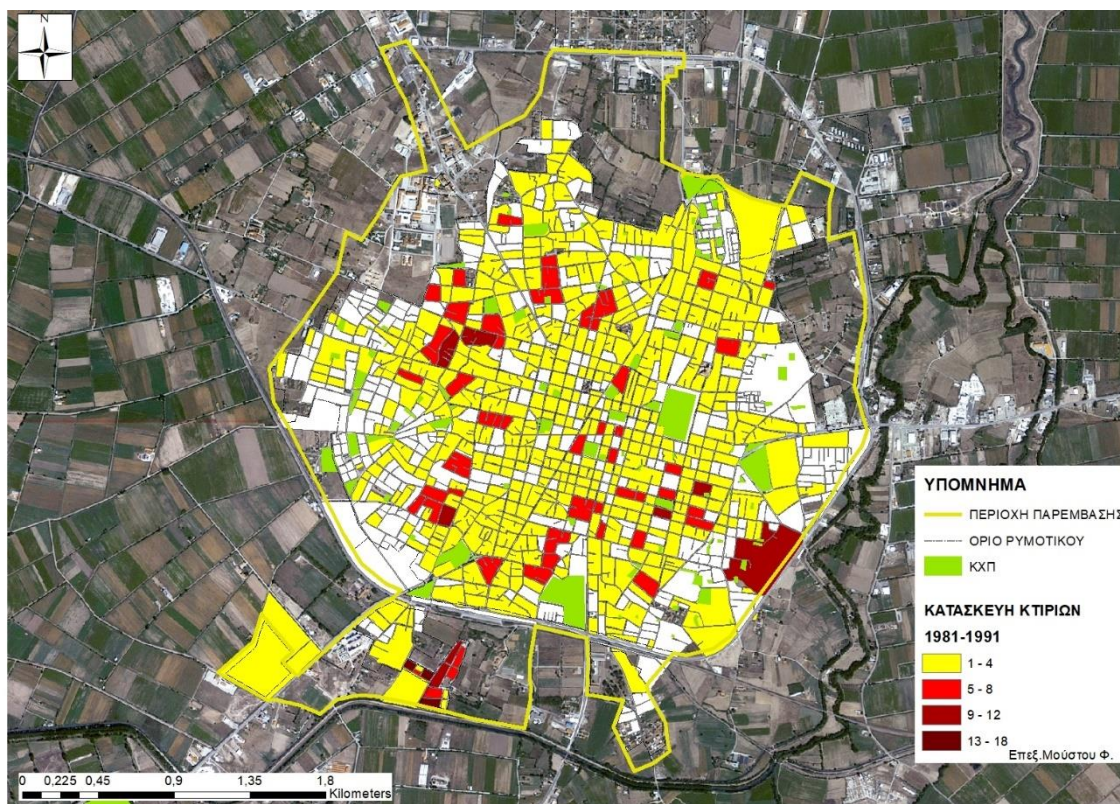 N
ΥΠΟΜΝΗΜΑ
ΠΕΡΙΟΧΗ ΠΑΡΕΜΒΑΣΗΣ
ΟΡΙΟ ΡΥΜΟΤΙΚΟΥ
ΚΧΠ
ΚΑΤΑΣΚΕΥΗ ΚΤΙΡΙΩΝ
1981-1991
1 - 4
5 - 8
9 - 12
13 - 18
Επεξ.Μούστου Φ.
0 0,225 0,45 0,9 1,35 1,8
Kilometers